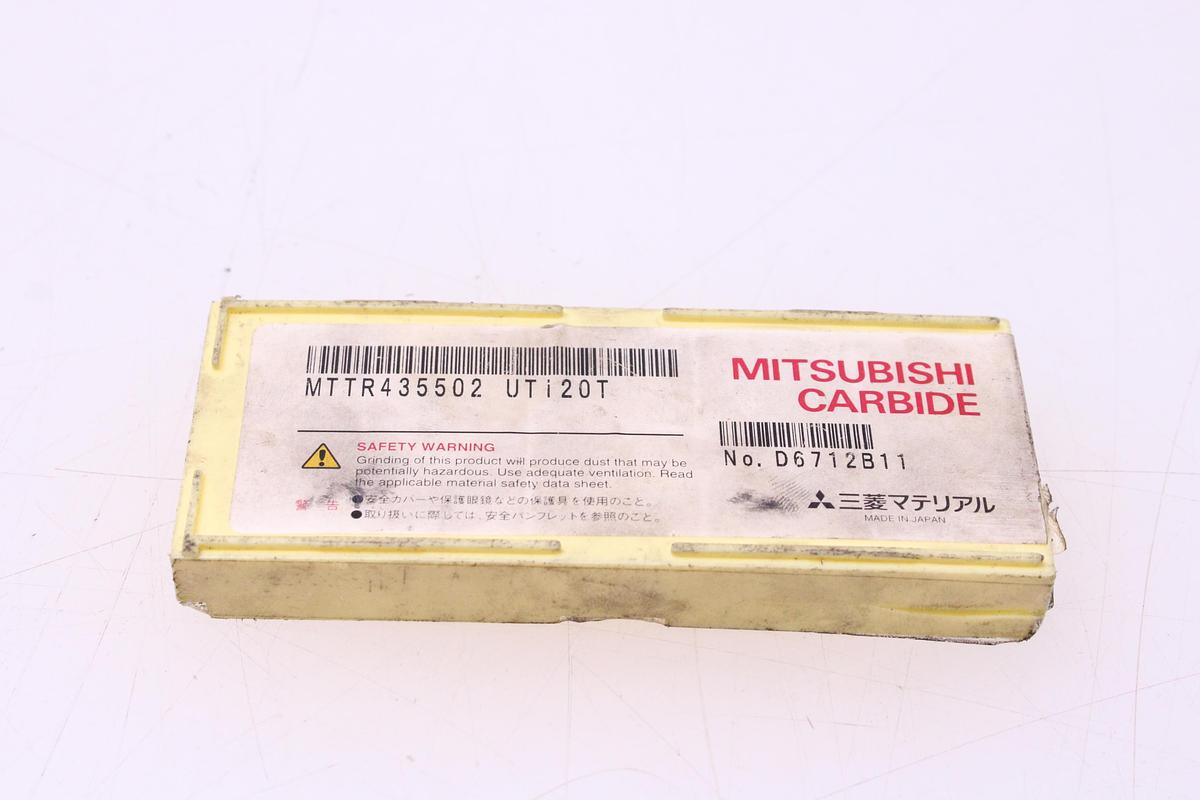 MTTR435502 UTi20T
SAFETY WARNING
Grinding of this product will produce dust that may be
potentially hazardous. Use adequate ventilation. Read
the applicable material safety data sheet.
警 告
●安全カバーや保護眼鏡などの保護具を使用のこと。
●取り扱いに際しては、安全パンフレットを参照のこと。
MITSUBISHI
CARBIDE
No. D6712B11
三菱マテリアル
MADE IN JAPAN